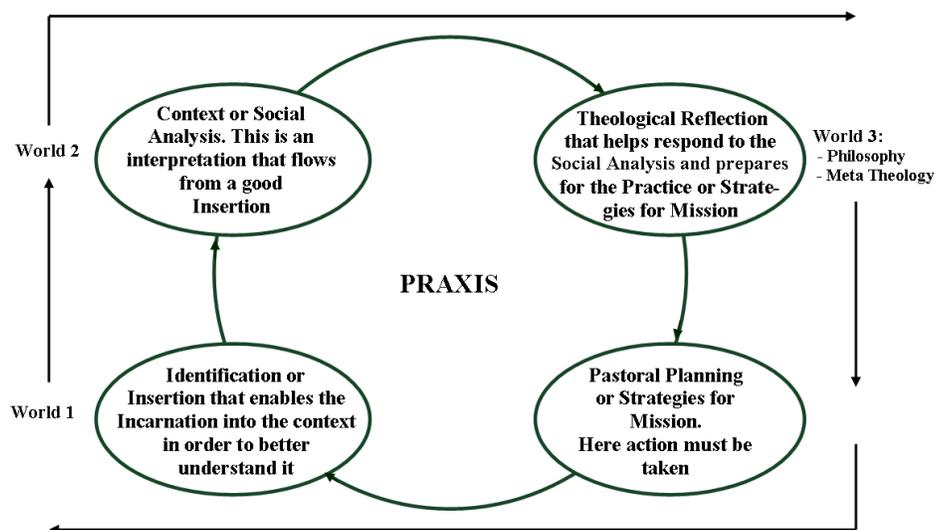 Context or Social
Analysis. This is an
interpretation that flows
from a good
Insertion
Theological Reflection
that helps respond to the
Social Analysis and prepares
for the Practice or Strate-
gies for Mission
World 2
World 3:
- Philosophy
- Meta Theology
PRAXIS
World 1
Identification or
Insertion that enables the
Incarnation into the context
in order to better
understand it
Pastoral Planning
or Strategies for
Mission.
Here action must be
taken